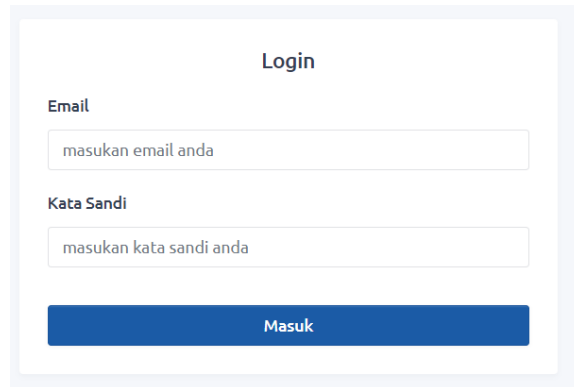 Login
Email
masukan email anda
Kata Sandi
masukan kata sandi anda
Masuk